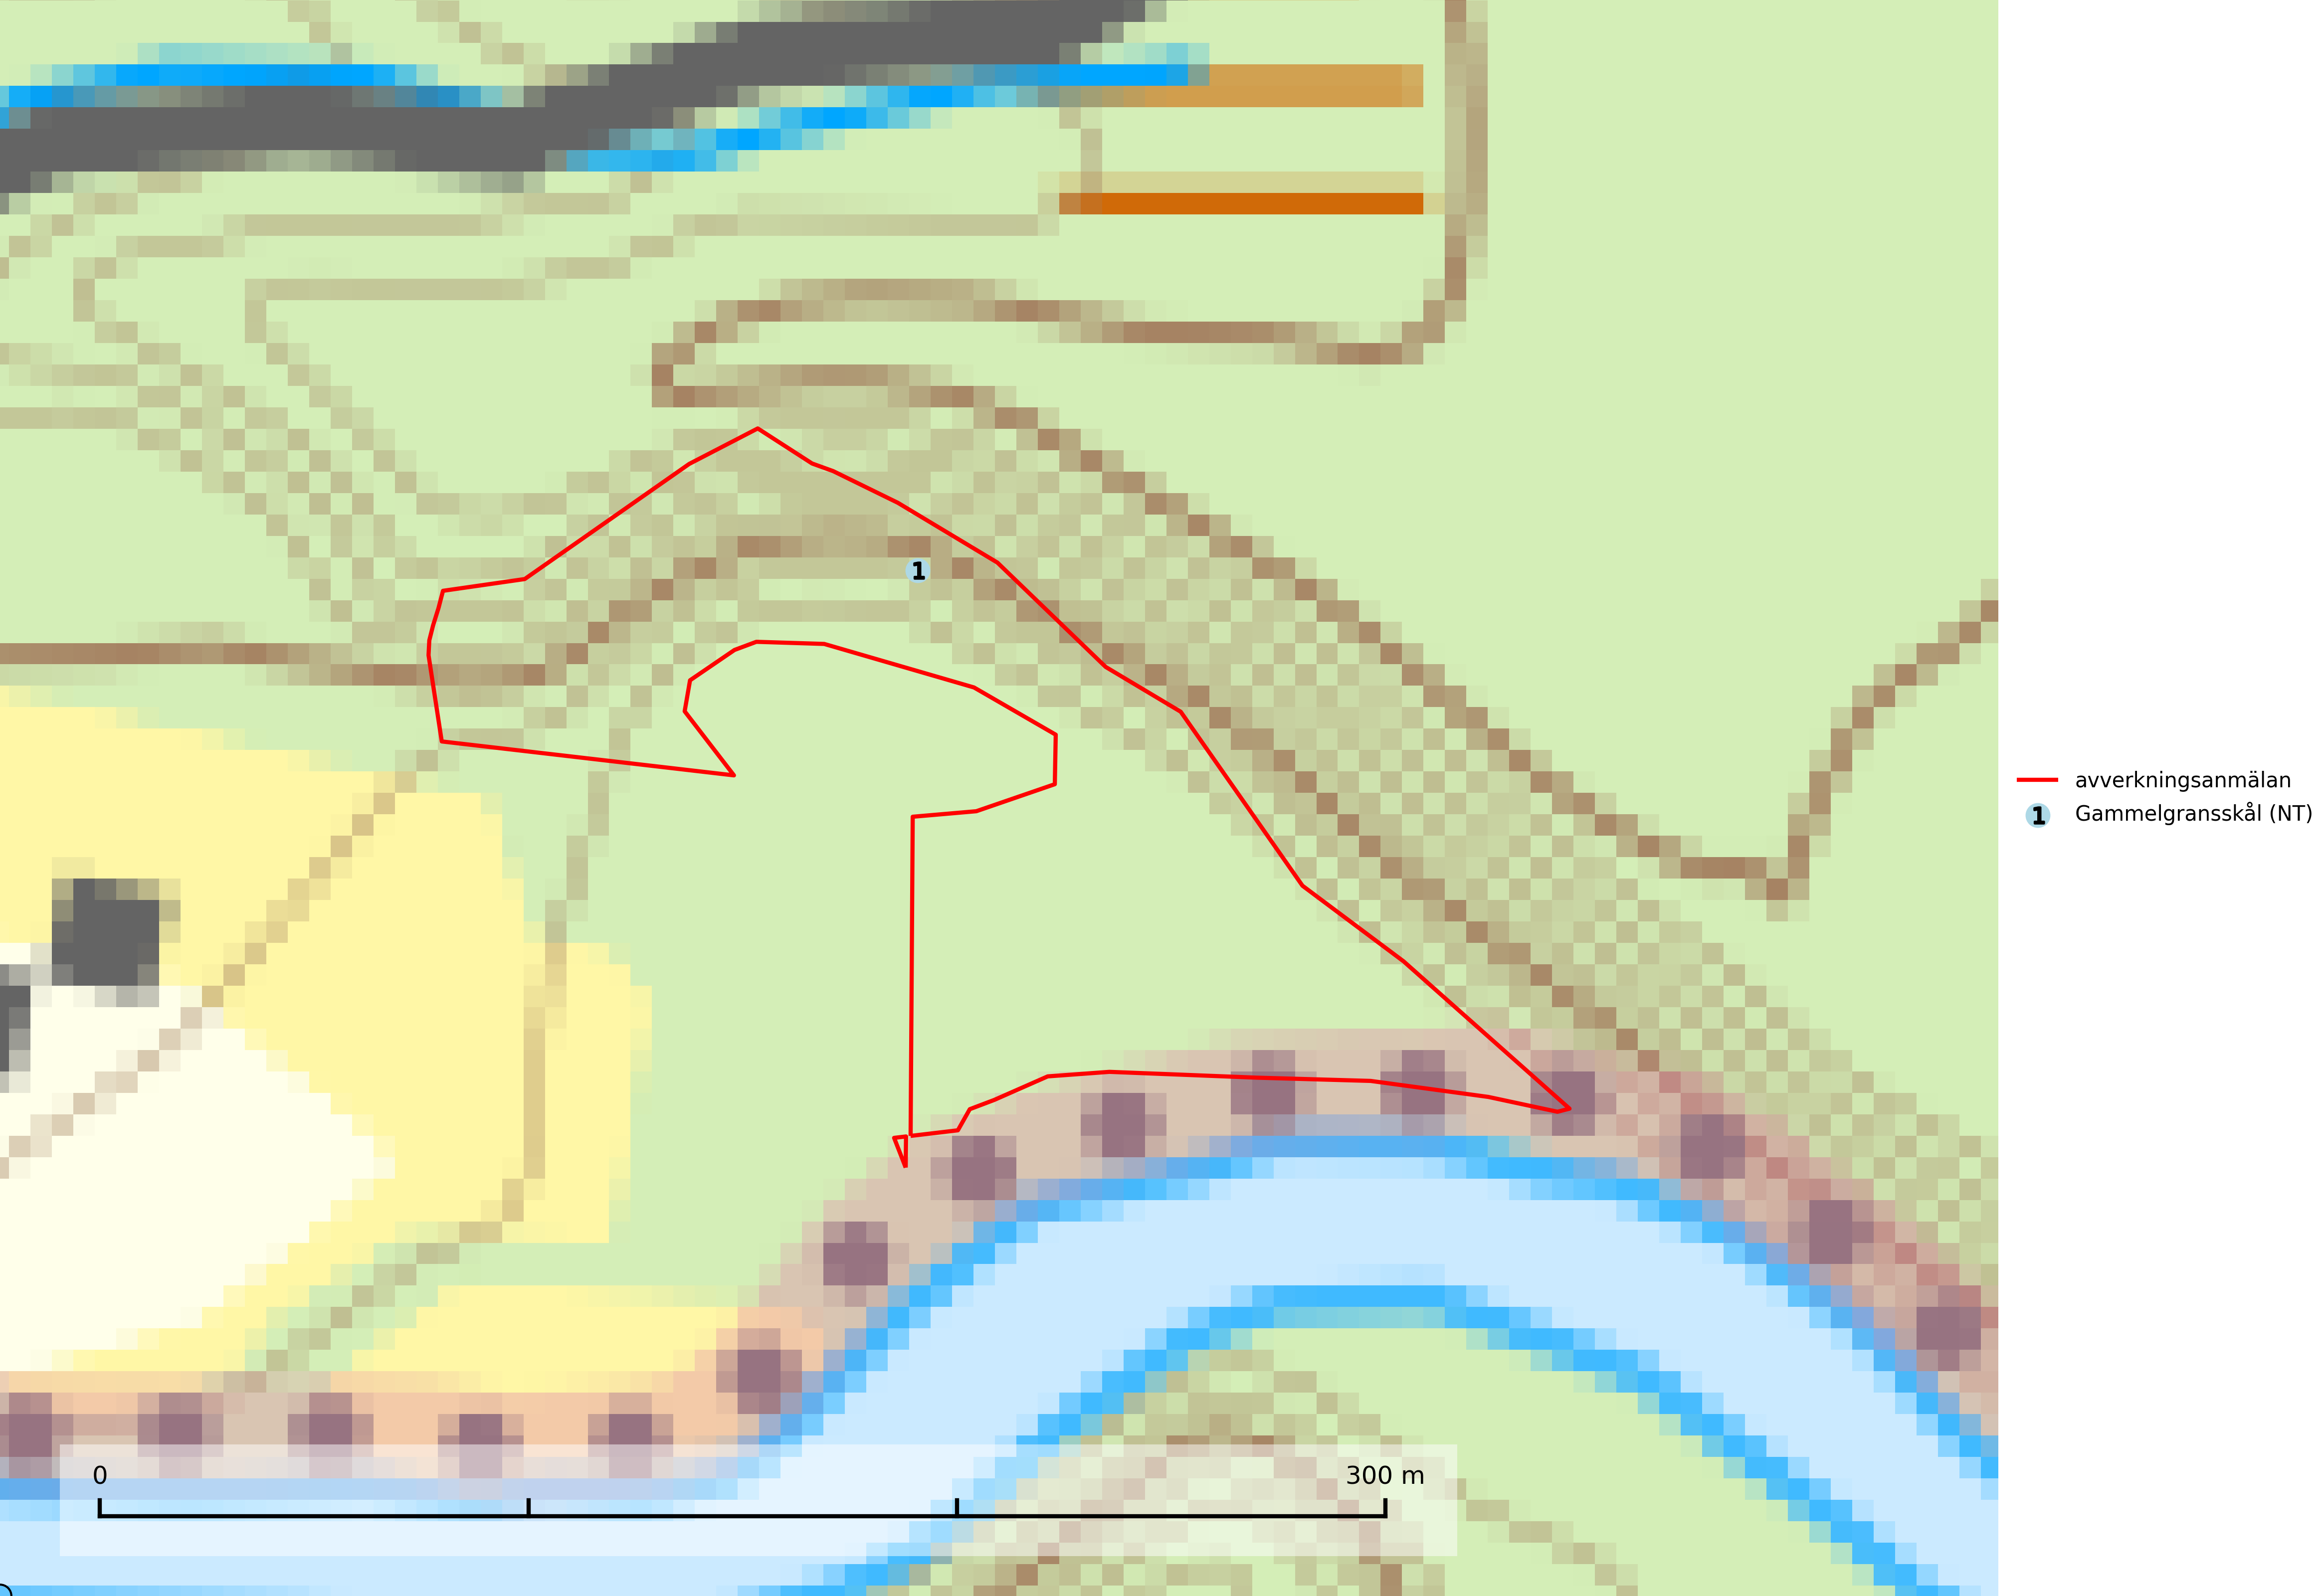 1
avverkningsanmälan
1 Gammelgransskål (NT)
0 300 m